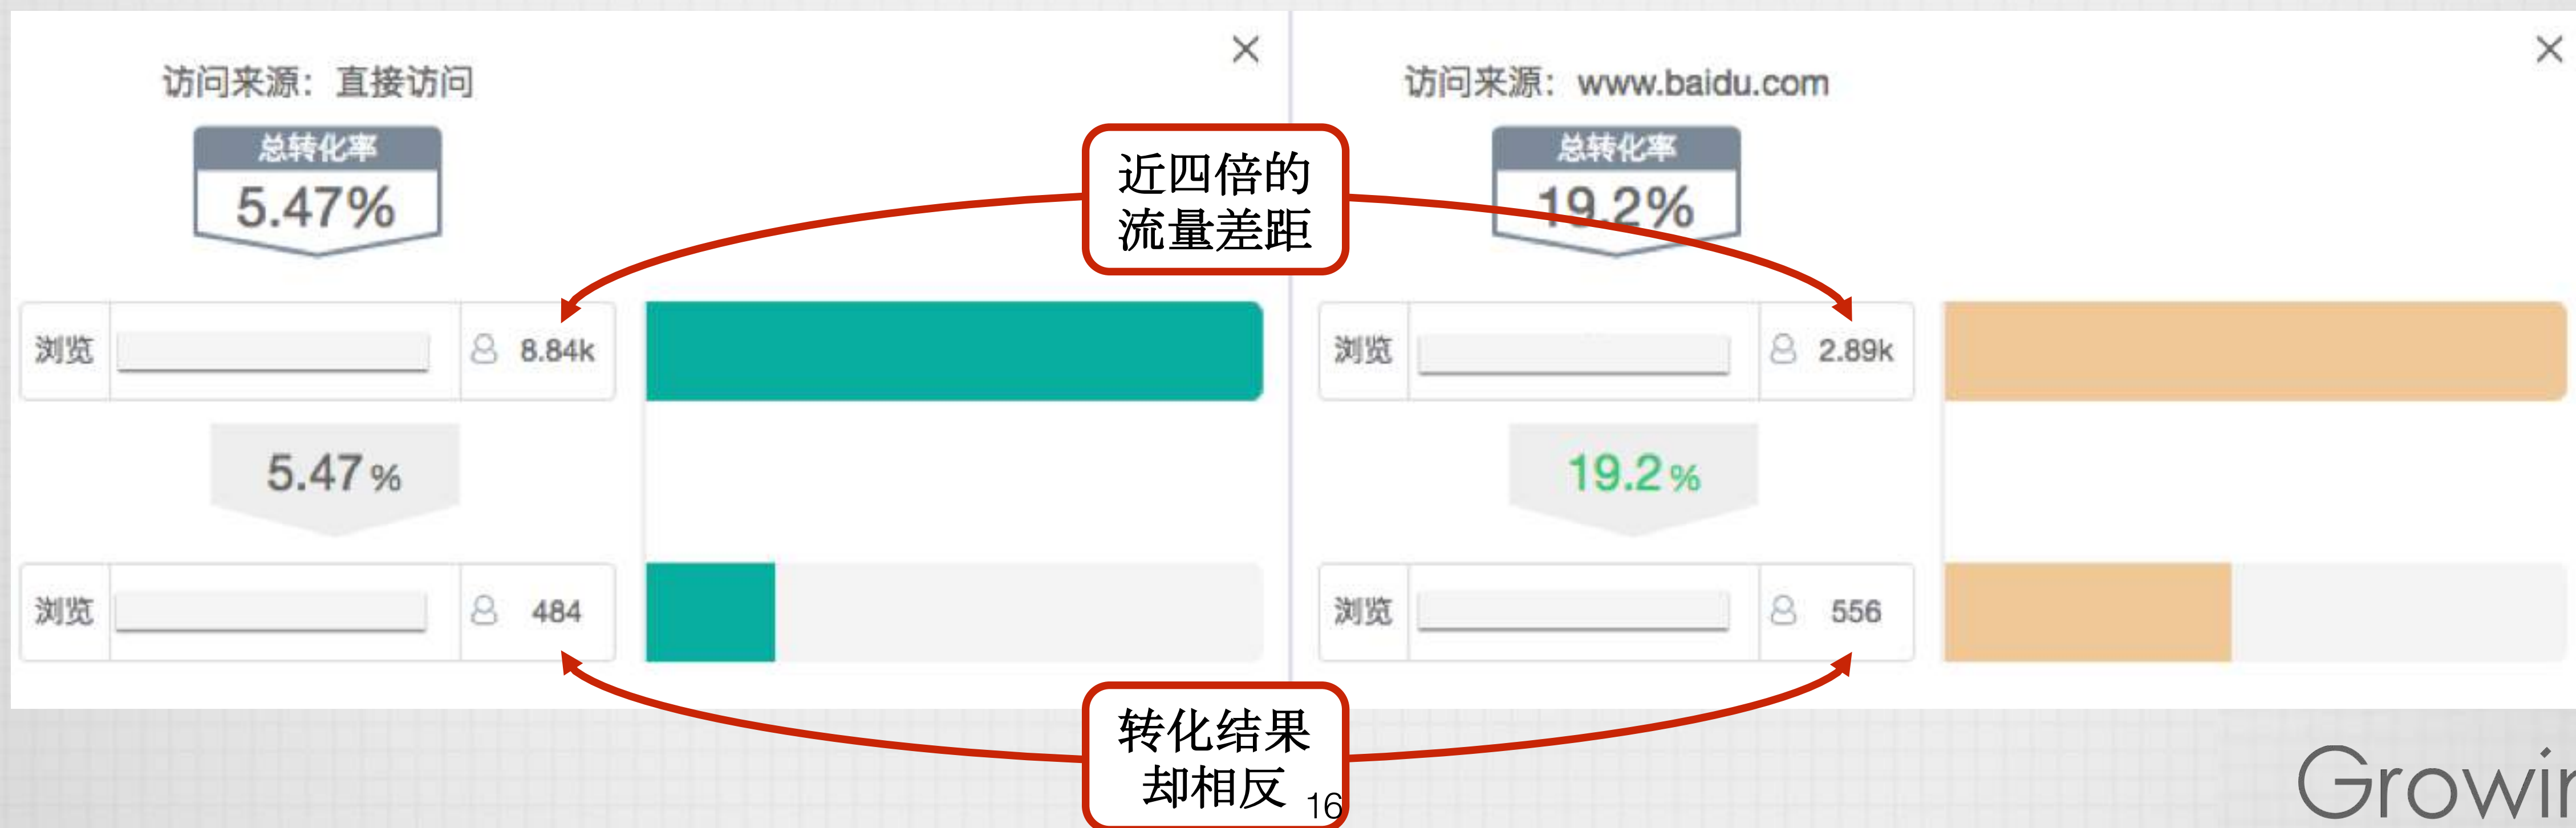 访问来源：直接访问
总转化率
5.47%
浏览
8.84k
5.47%
浏览
484
近四倍的
流量差距
转化结果
却相反
访问来源：www.baidu.com
总转化率
19.2%
浏览
2.89k
19.2%
浏览
556
16